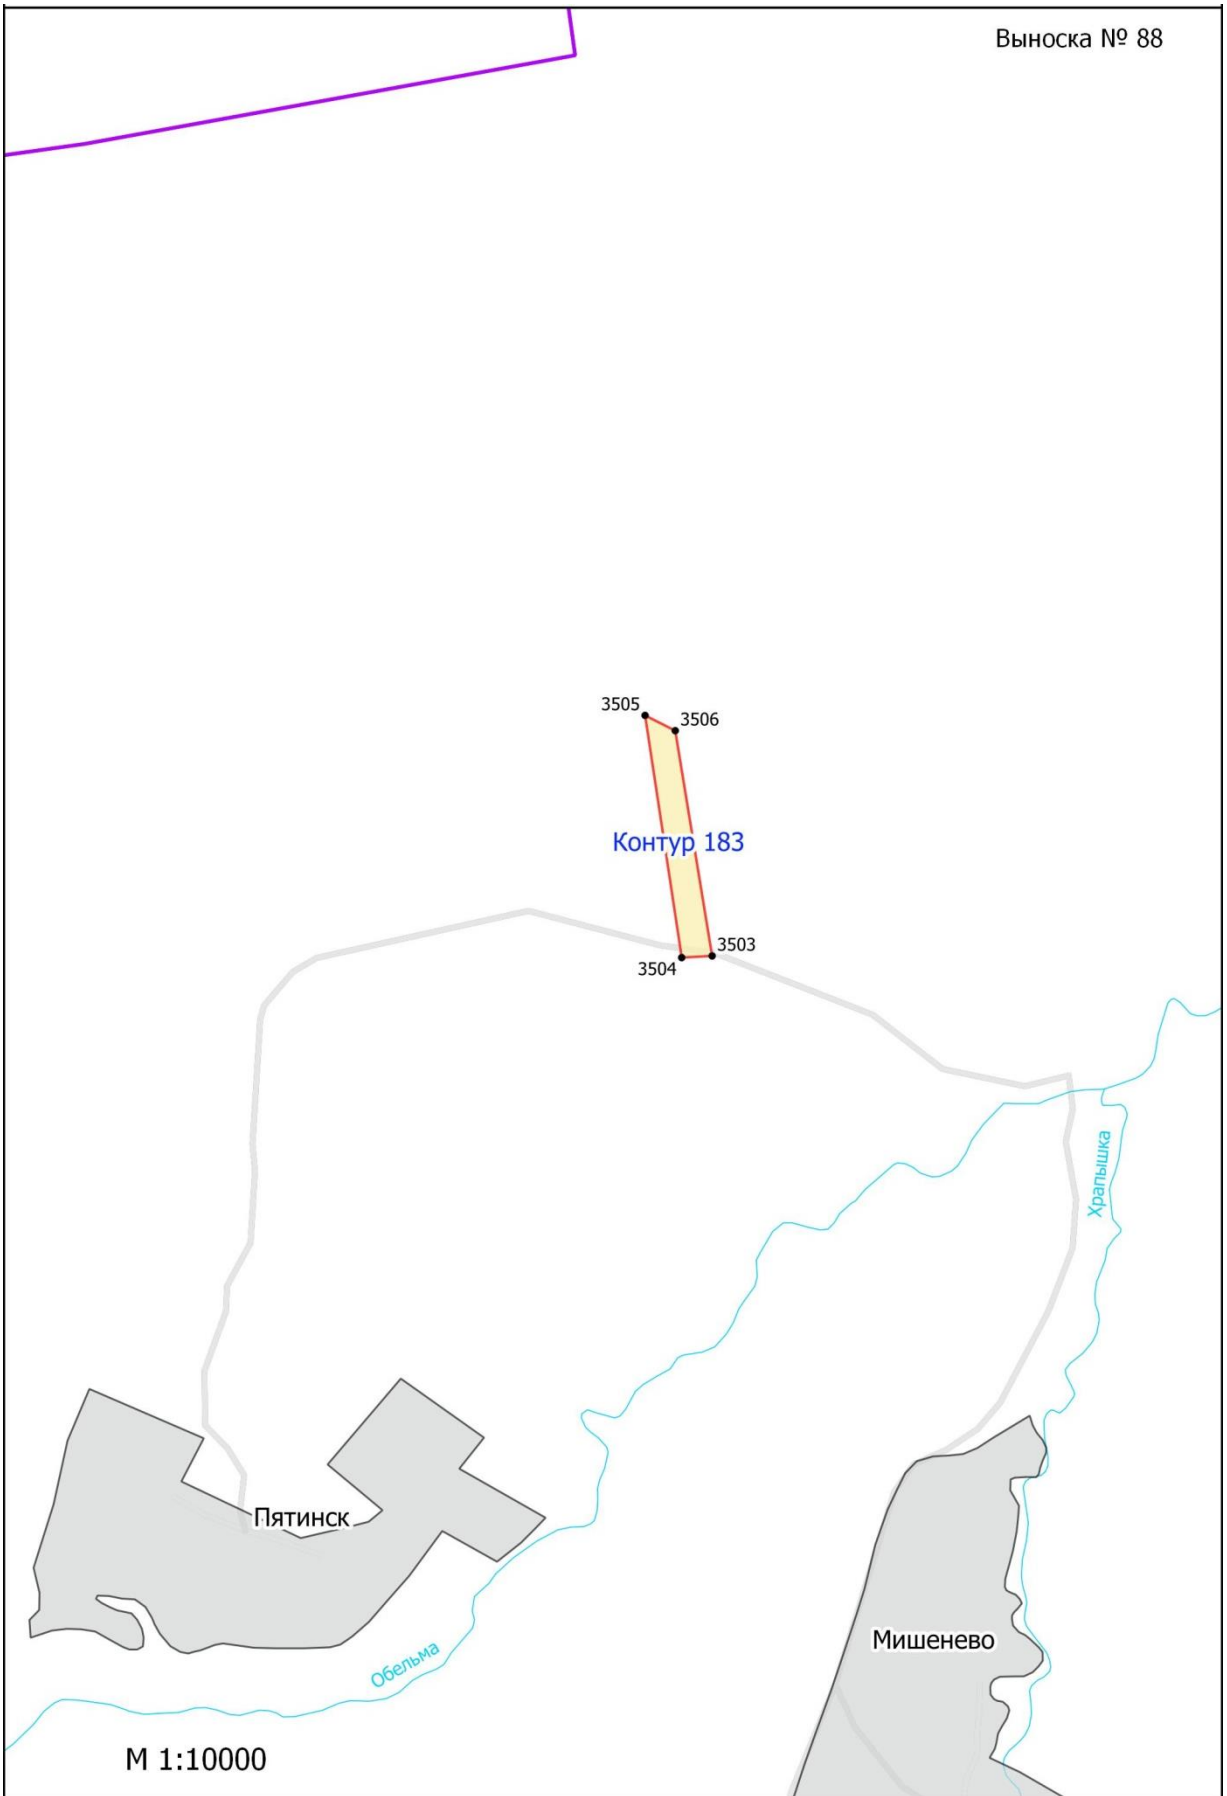 Выноска № 88
3505
3506
Контур 183
3503
3504
Храпышка
Пятинск
Мишенево
Обельма
М 1:10000